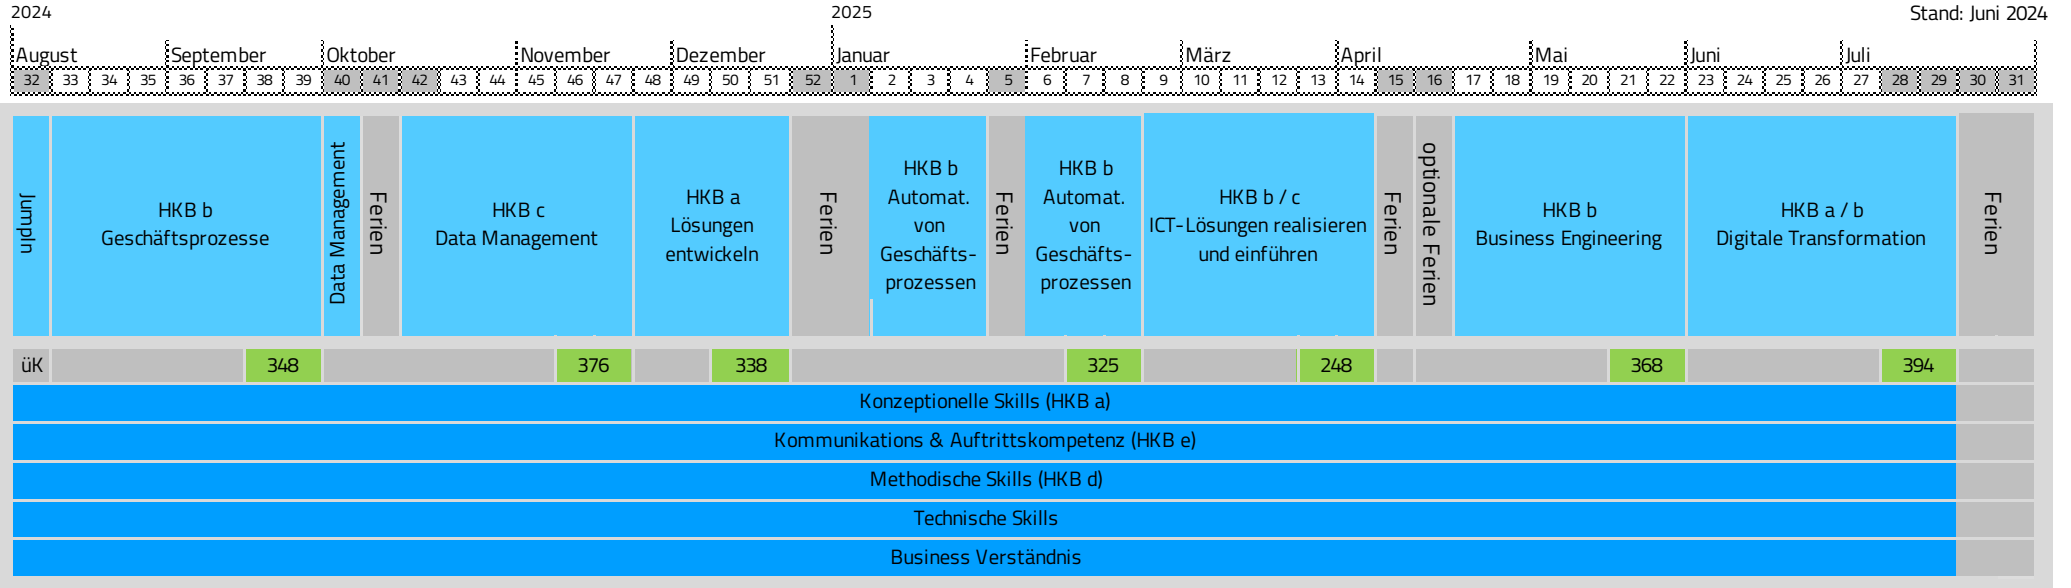 2024 2025 Stand: Juni 2024
August September Oktober November Dezember Januar Februar März April Mai Juni Juli
32 33 34 35 36 37 38 39 40 41 42 43 44 45 46 47 48 49 50 51 52 1 2 3 4 5 6 7 8 9 10 11 12 13 14 15 16 17 18 19 20 21 22 23 24 25 26 27 28 29 30 31
JumpIn
HKB b
Geschäftsprozesse
Data Management
Ferien
HKB c
Data Management
HKB a
Lösungen
entwickeln
Ferien
HKB b
Automat.
von
Geschäfts-
prozessen
Ferien
HKB b
Automat.
von
Geschäfts-
prozessen
HKB b / c
ICT-Lösungen realisieren
und einführen
Ferien
optionale Ferien
HKB b
Business Engineering
HKB a / b
Digitale Transformation
Ferien
üK 348 376 338 325 248 368 394
Konzeptionelle Skills (HKB a)
Kommunikations & Auftrittskompetenz (HKB e)
Methodische Skills (HKB d)
Technische Skills
Business Verständnis